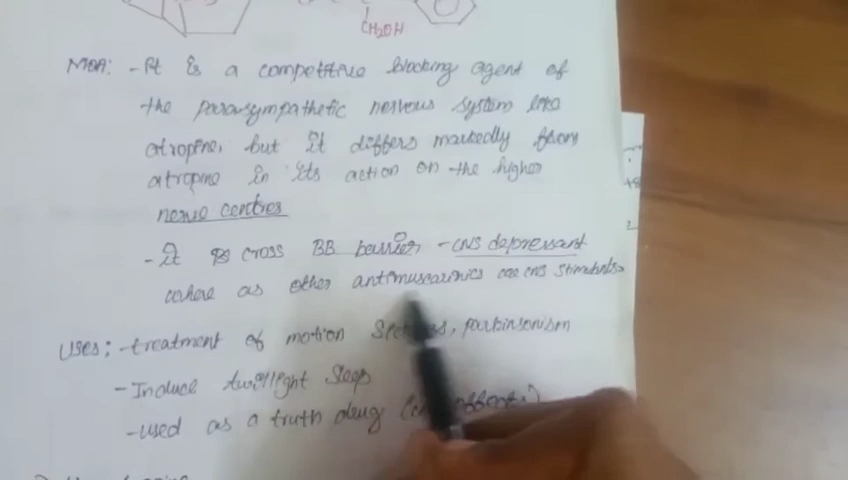 CH2OH
MOA: - It is a competitive blocking agent of
the parasympathetic nervous system like
atropine, but it differs markedly from
atropine in its action on the higher
nerve centres
- It cross BB barrier - CNS depressant
where as other antimuscarinics are CNS stimulants
Uses: - treatment of motion, parkinsonism
- Induce twilight sleep
- used as a truth drug